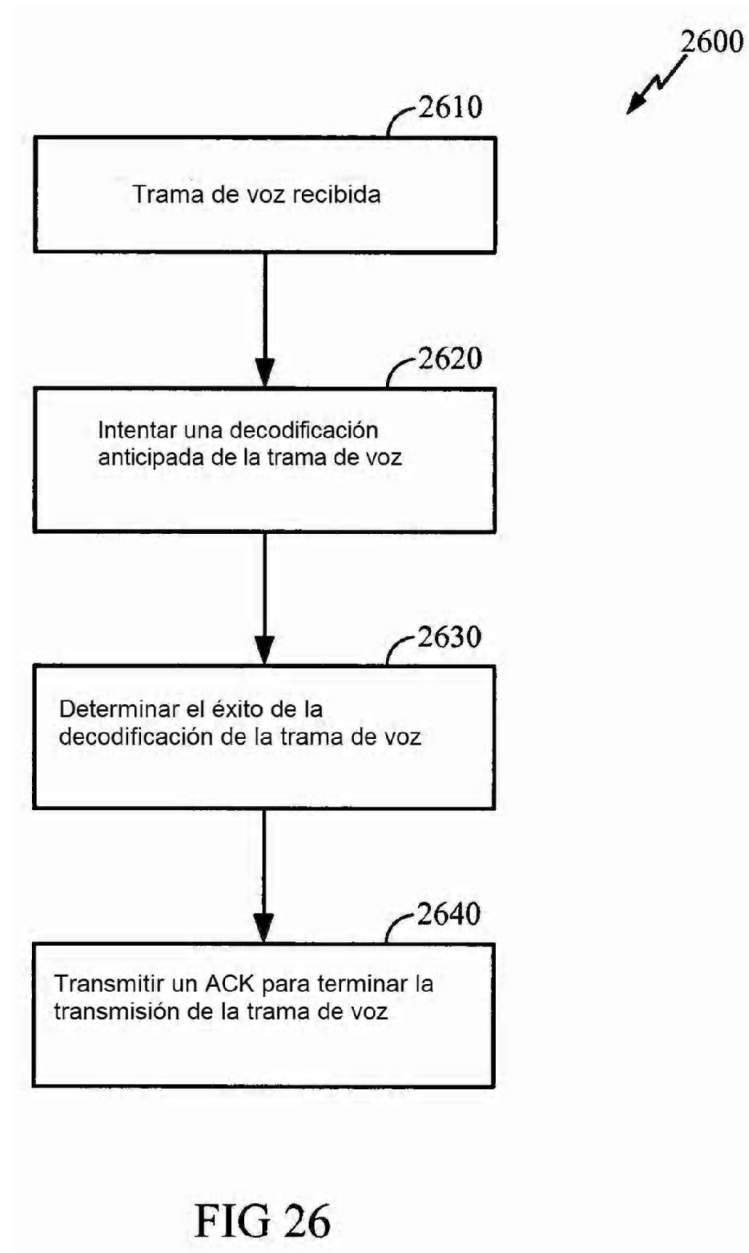 2600
2610
Trama de voz recibida
2620
Intentar una decodificación
anticipada de la trama de voz
2630
Determinar el éxito de la
decodificación de la trama de voz
2640
Transmitir un ACK para terminar la
transmisión de la trama de voz
FIG 26